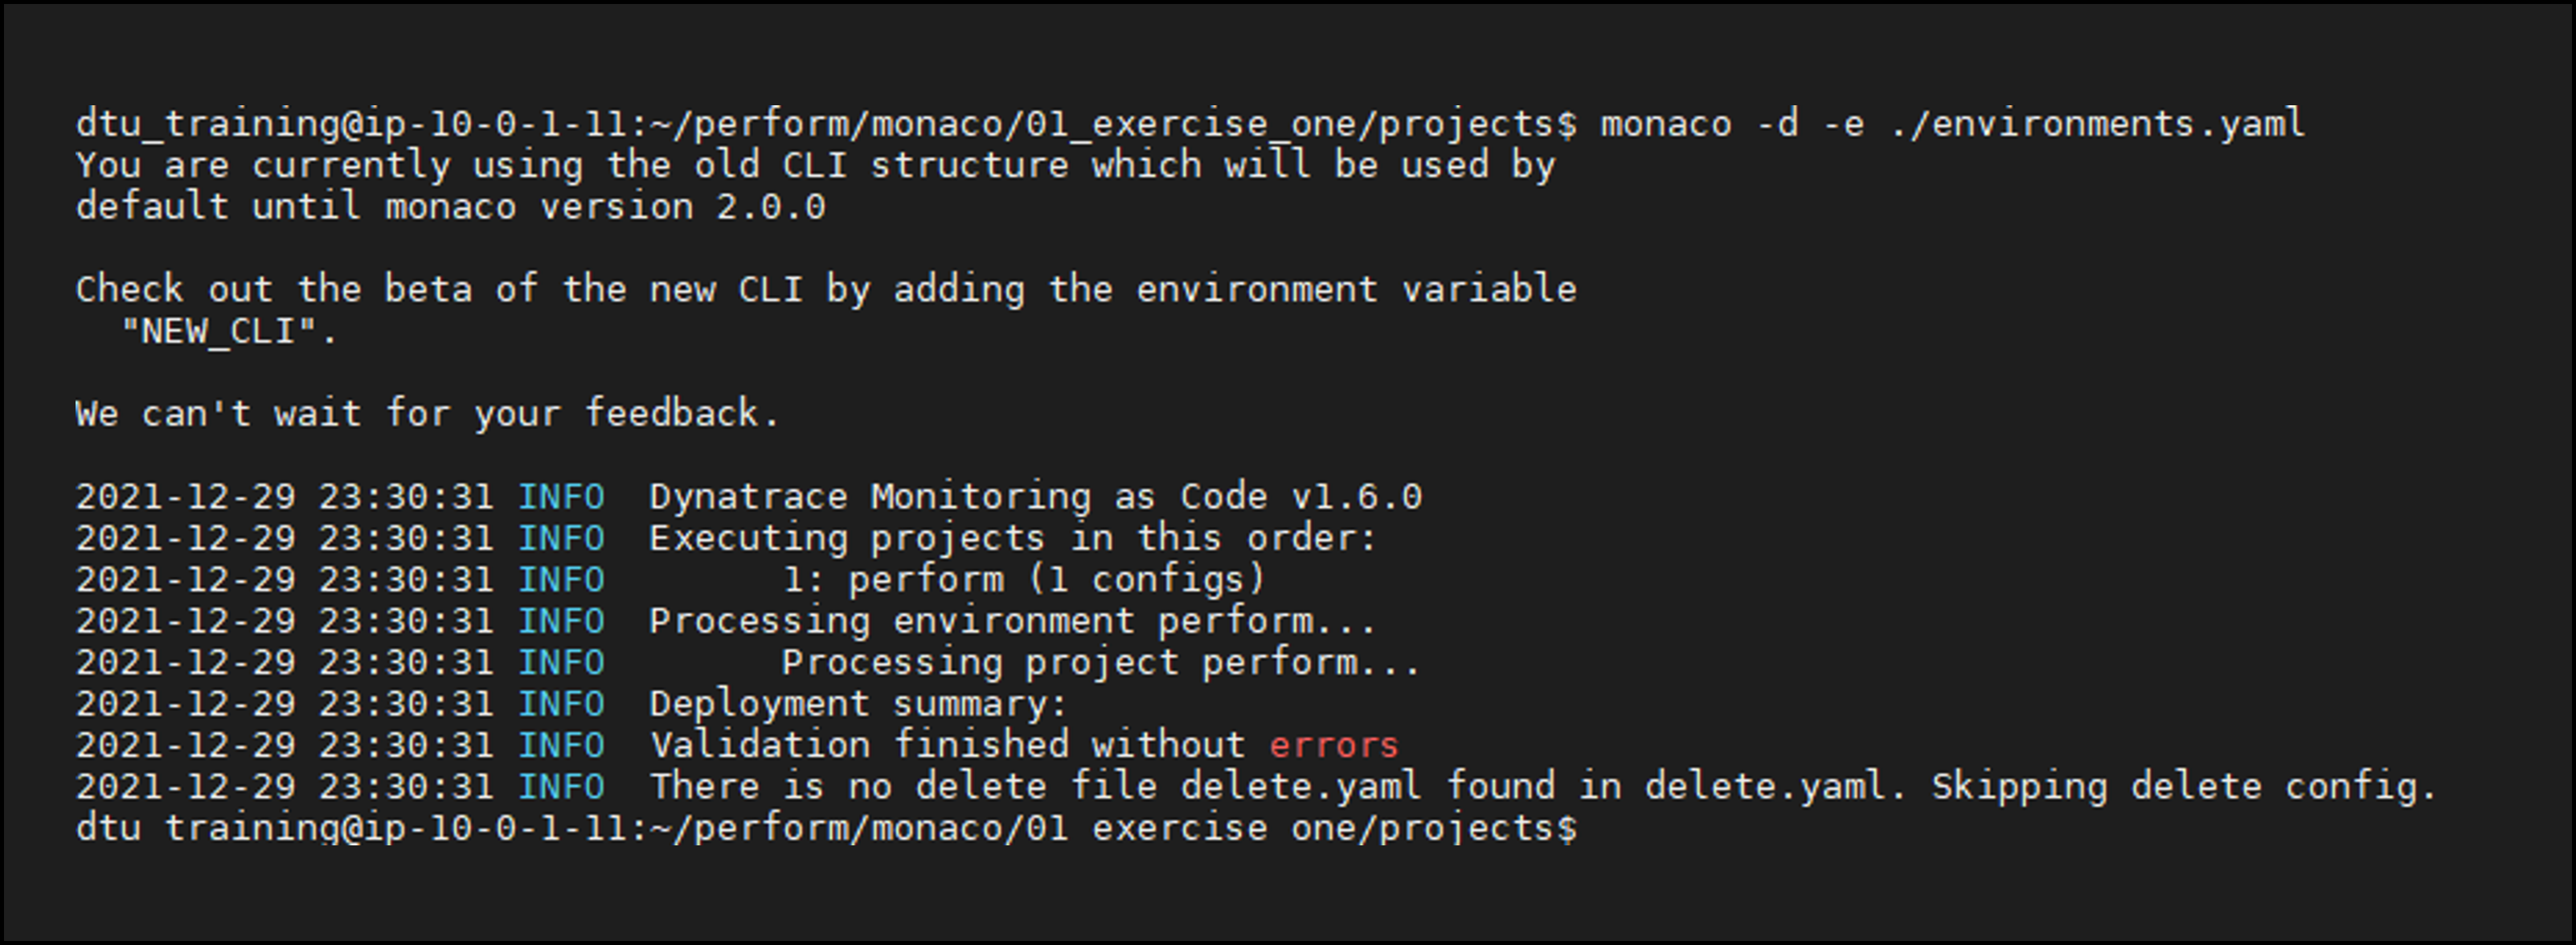 dtu_training@ip-10-0-1-11:~/perform/monaco/01_exercise_one/projects$ monaco -d -e ./environments.yaml
You are currently using the old CLI structure which will be used by
default until monaco version 2.0.0
Check out the beta of the new CLI by adding the environment variable
  "NEW_CLI".
We can't wait for your feedback.
2021-12-29 23:30:31 INFO  Dynatrace Monitoring as Code v1.6.0
2021-12-29 23:30:31 INFO  Executing projects in this order:
2021-12-29 23:30:31 INFO        1: perform (1 configs)
2021-12-29 23:30:31 INFO  Processing environment perform...
2021-12-29 23:30:31 INFO        Processing project perform...
2021-12-29 23:30:31 INFO  Deployment summary:
2021-12-29 23:30:31 INFO  Validation finished without errors
2021-12-29 23:30:31 INFO  There is no delete file delete.yaml found in delete.yaml. Skipping delete config.
dtu training@ip-10-0-1-11:~/perform/monaco/01 exercise one/projects$